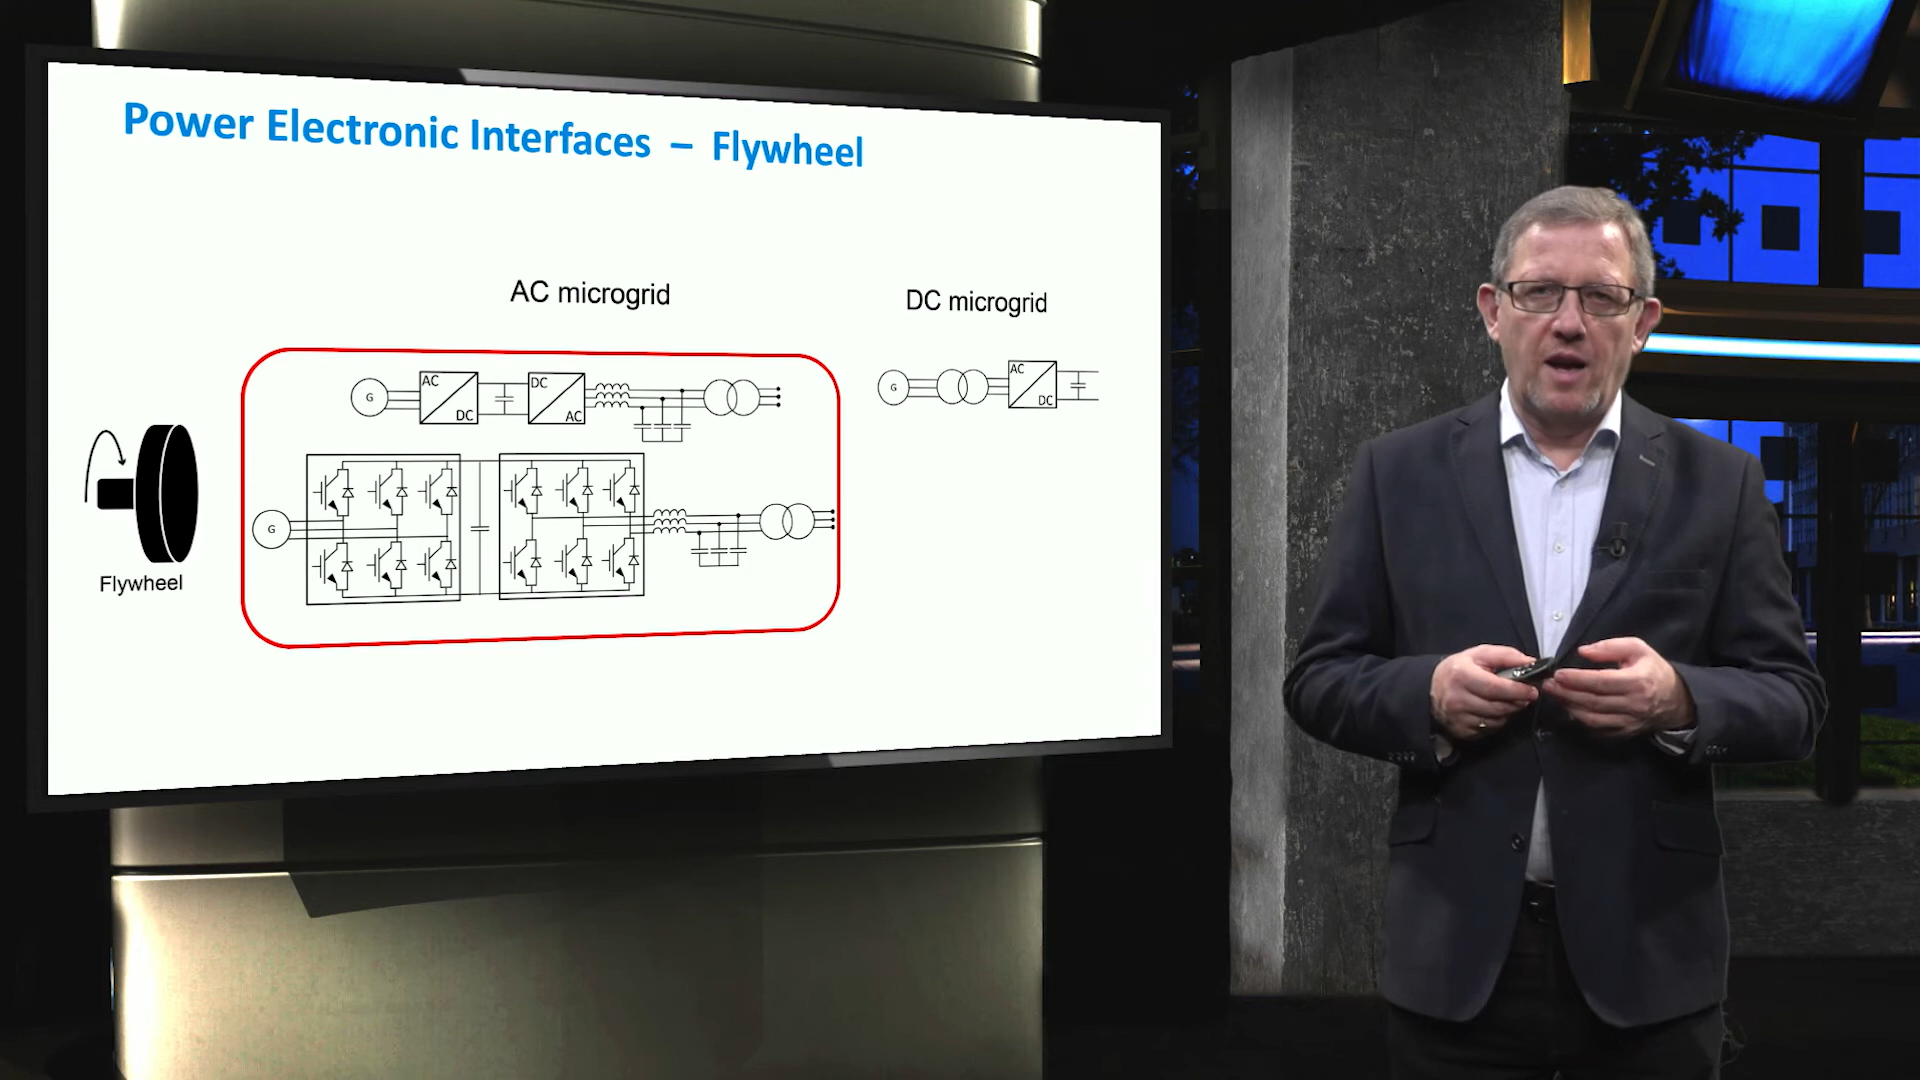 Power Electronic Interfaces – Flywheel
AC microgrid
DC microgrid
G
AC
DC
DC
AC
G
AC
DC
G
Flywheel